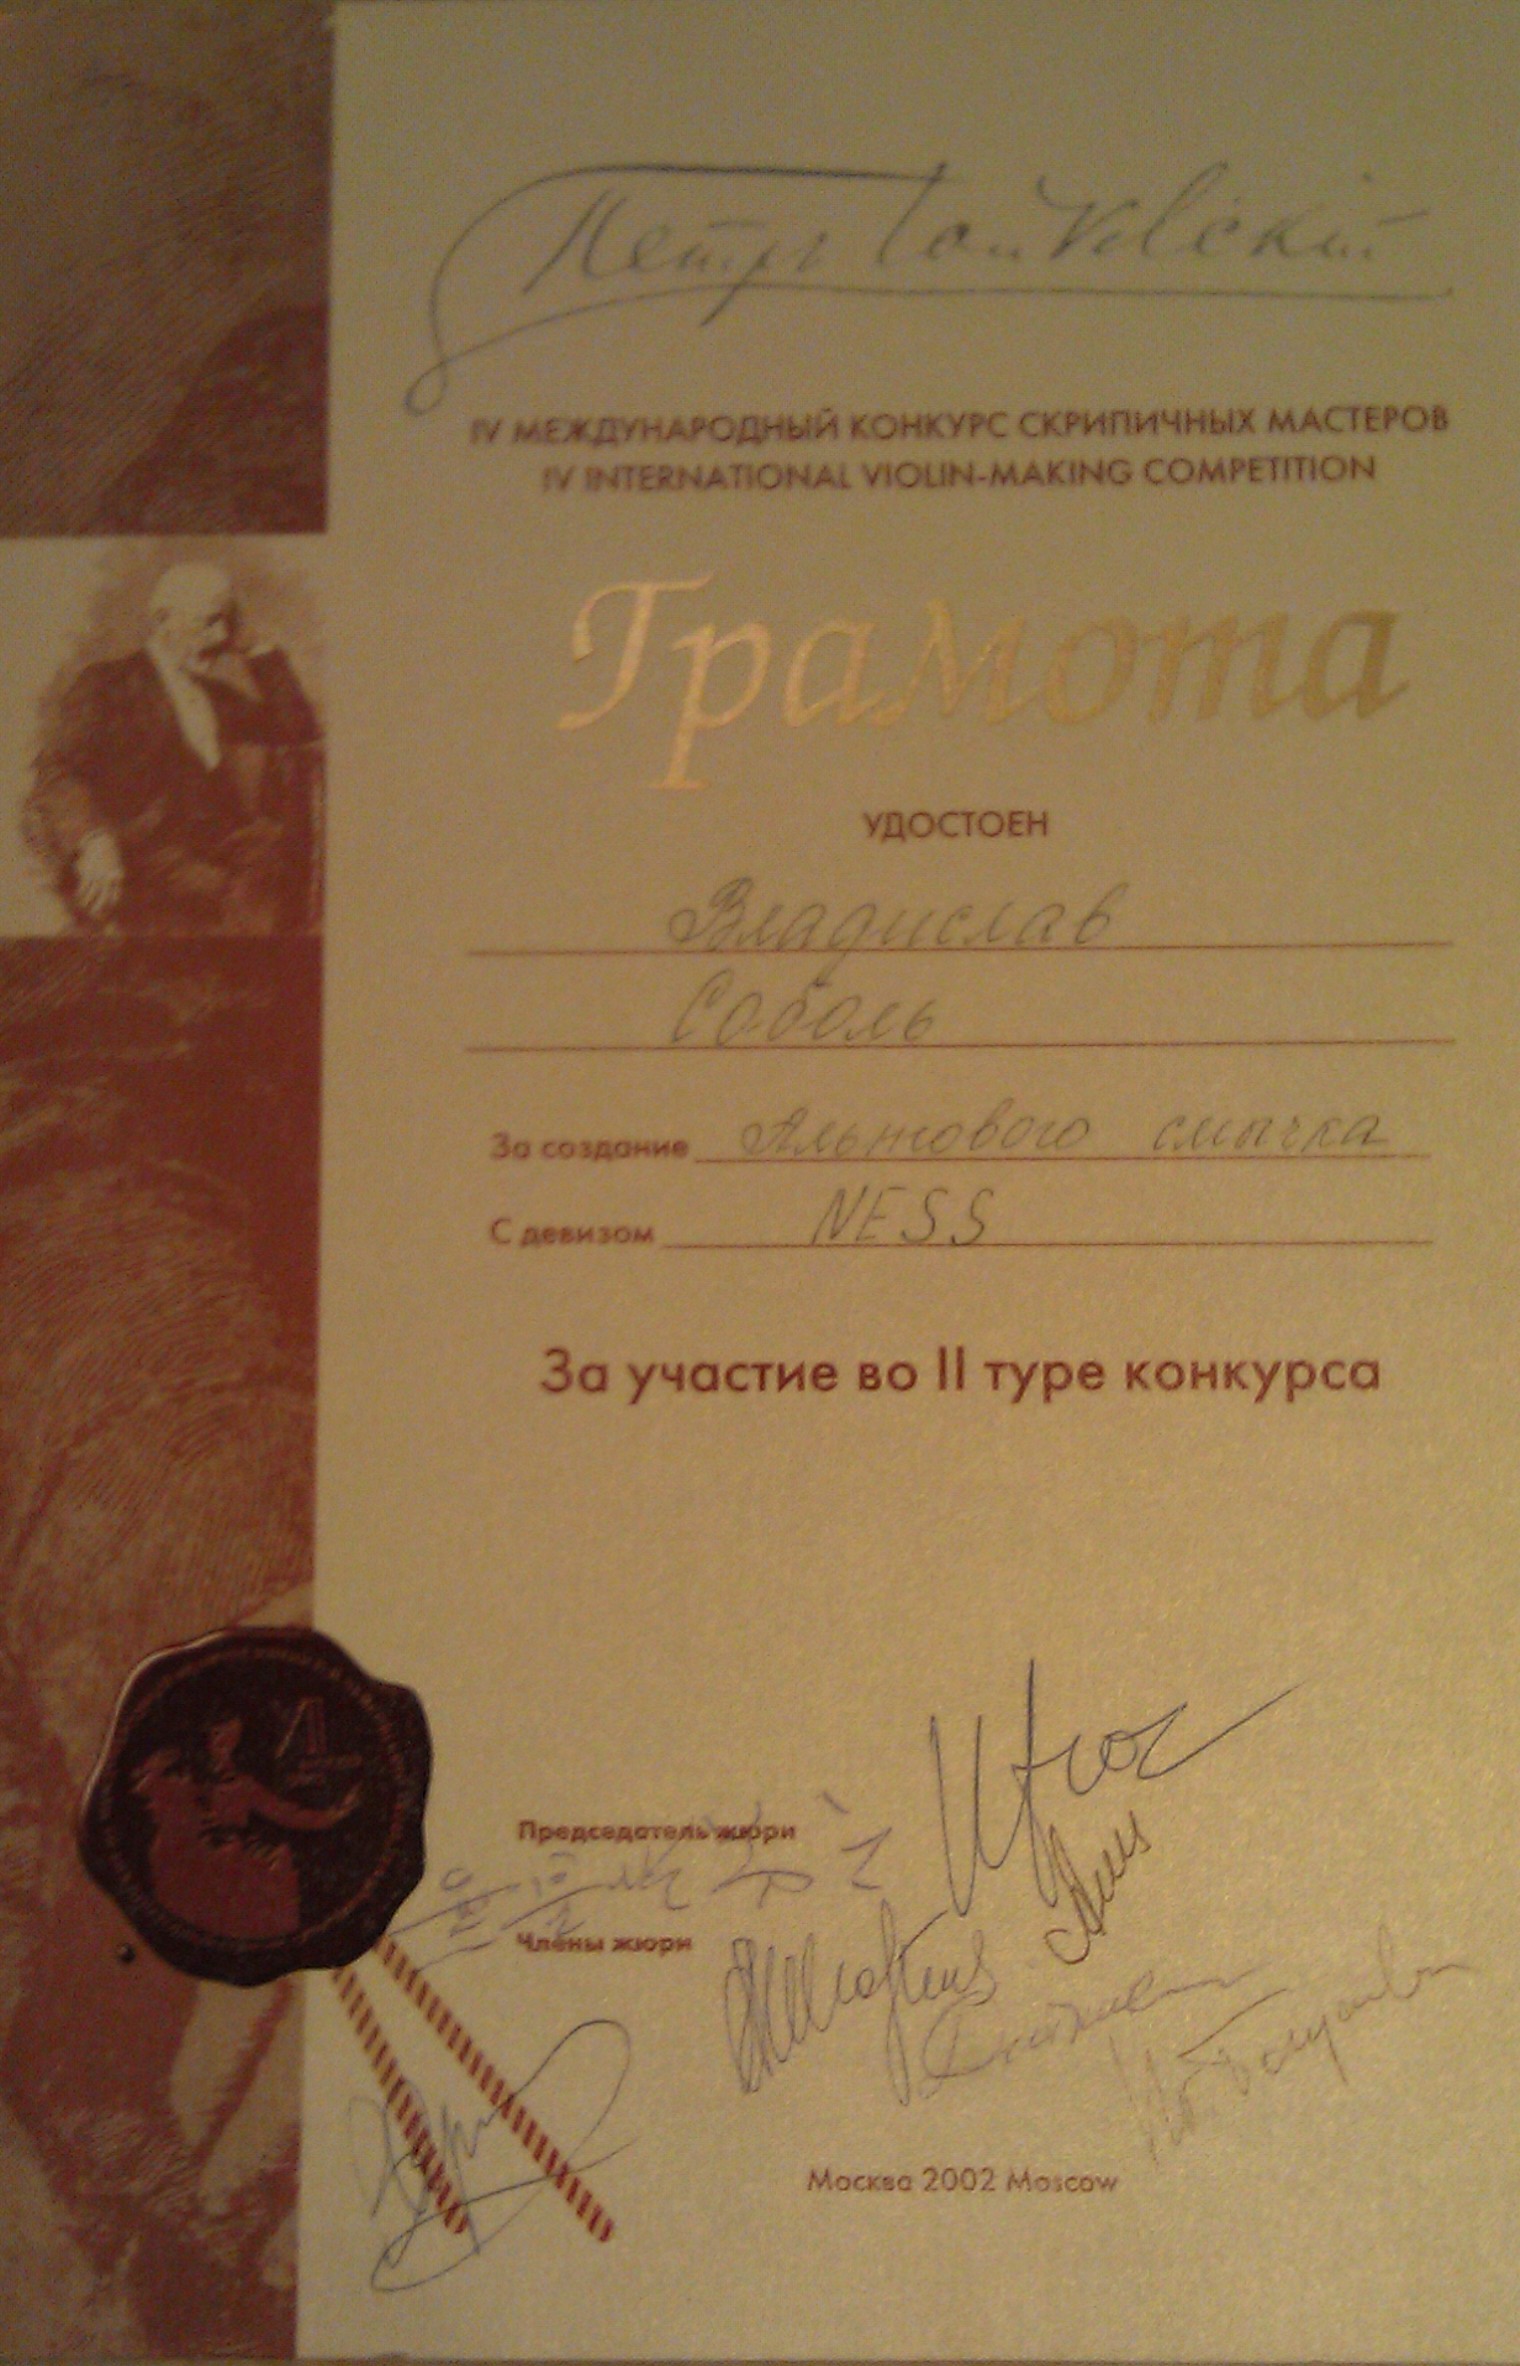 Петръ
IV МЕЖДУНАРОДНЫЙ КОНКУРС СКРИПИЧНЫХ МАСТЕРОВ
IV INTERNATIONAL VIOLIN-MAKING COMPETITION
Грамота
УДОСТОЕН
Владислав
Соболь
За создание Альтового смычка
С девизом NESS
За участие во II туре конкурса
Председатель жюри
Члены жюри
Москва 2002 Moscow